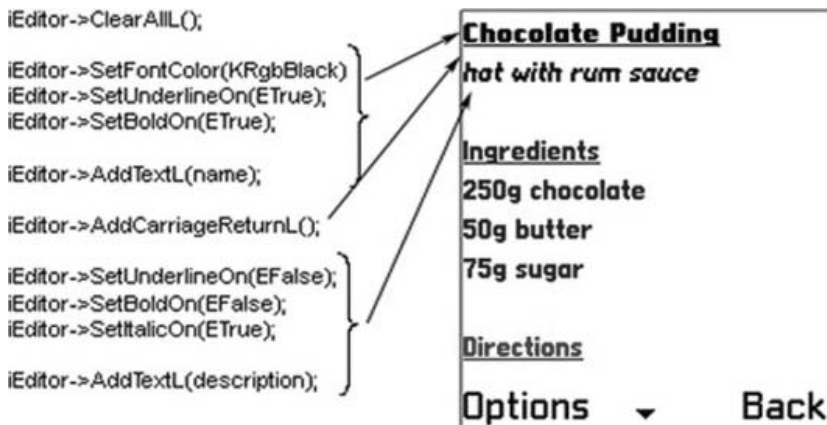 iEditor->ClearAllL();
iEditor->SetFontColor(KRgbBlack)
iEditor->SetUnderlineOn(ETrue);
iEditor->SetBoldOn(ETrue);
iEditor->AddTextL(name);
iEditor->AddCarriageReturnL();
iEditor->SetUnderlineOn(EFalse);
iEditor->SetBoldOn(EFalse);
iEditor->SetItalicOn(ETrue);
iEditor->AddTextL(description);
Chocolate Pudding
hot with rum sauce
Ingredients
250g chocolate
50g butter
75g sugar
Directions
Options Back